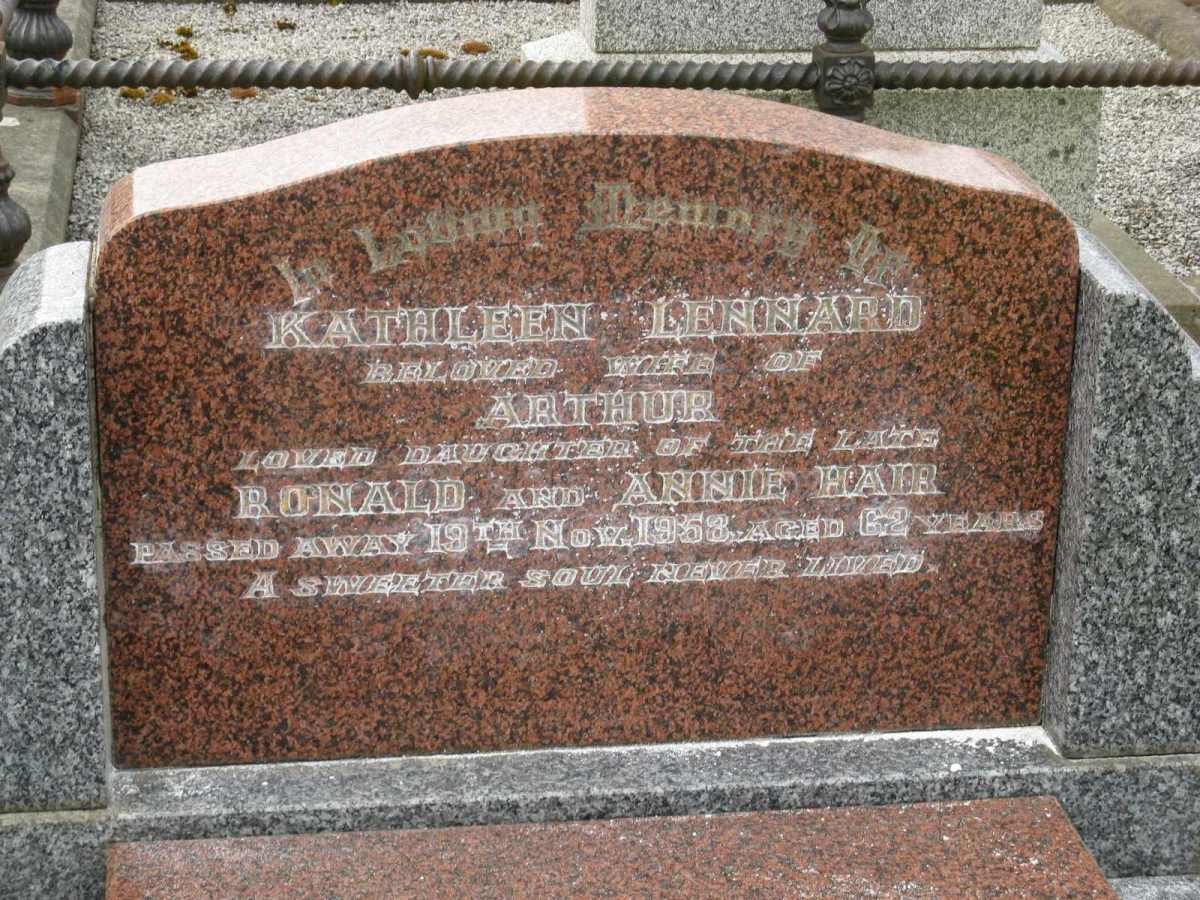 In Loving Memory Of
KATHLEEN LENNARD
BELOVED WIFE OF
ARTHUR
LOVED DAUGHTER OF THE LATE
RONALD AND ANNIE HAIR
PASSED AWAY 19TH NOV. 1953, AGED 62 YEARS
A SWEETER SOUL NEVER LIVED.